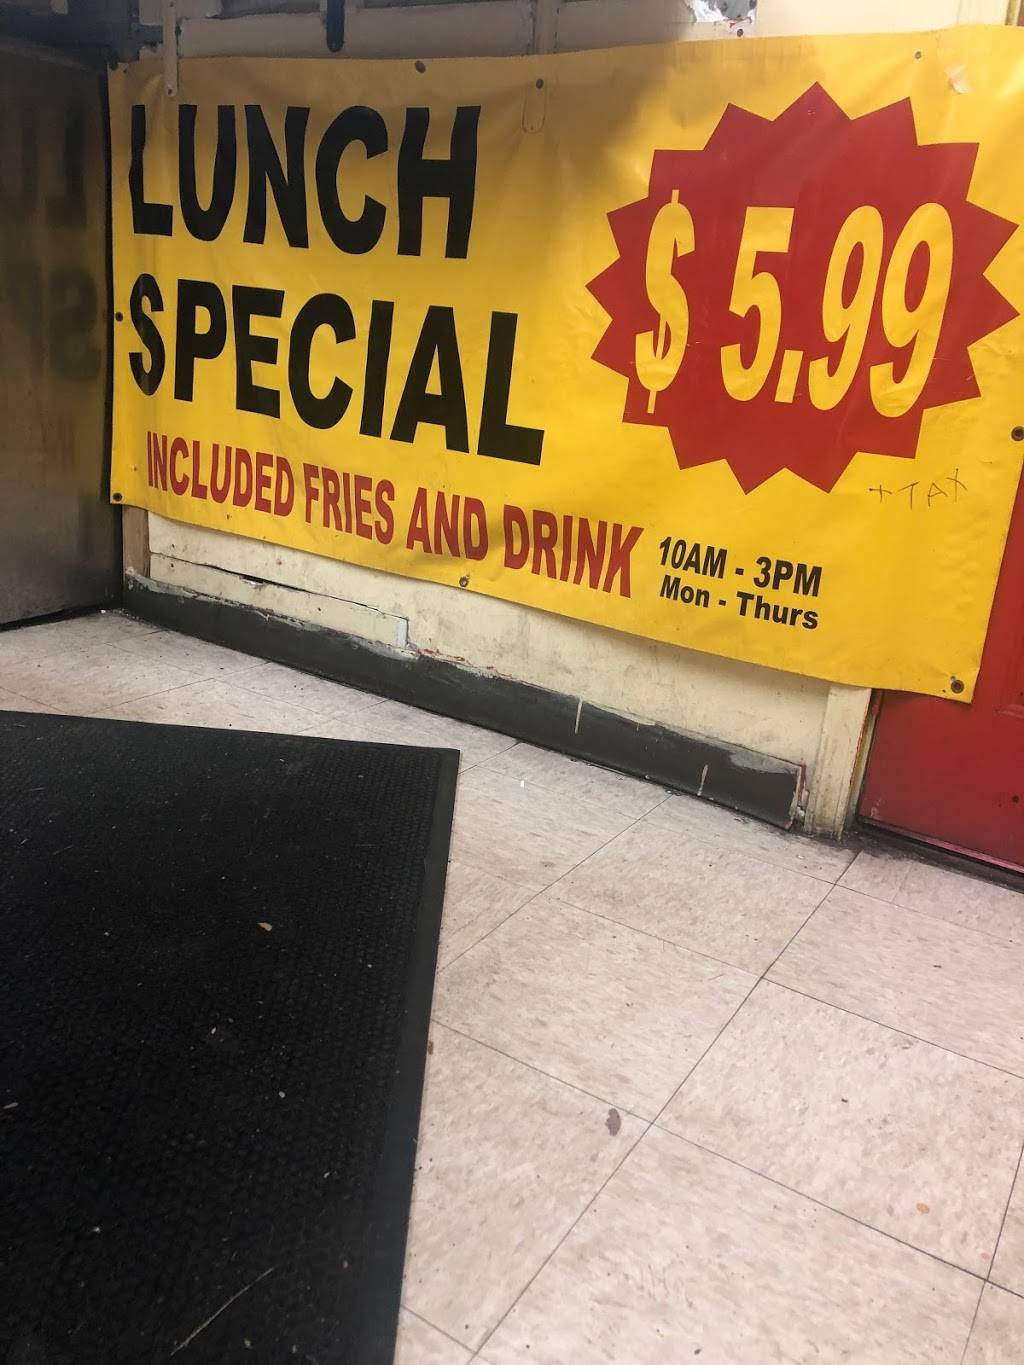 LUNCH
SPECIAL
$ 5.99
+ TAX
INCLUDED FRIES AND DRINK
10AM - 3PM
Mon - Thurs